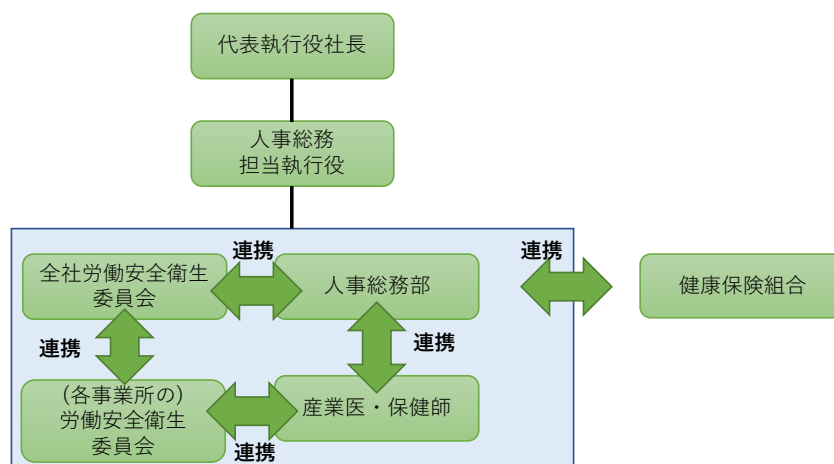 代表執行役社長
人事総務
担当執行役
連携
連携
全社労働安全衛生
委員会
人事総務部
健康保険組合
連携
連携
(各事業所の)
労働安全衛生
委員会
産業医・保健師
連携